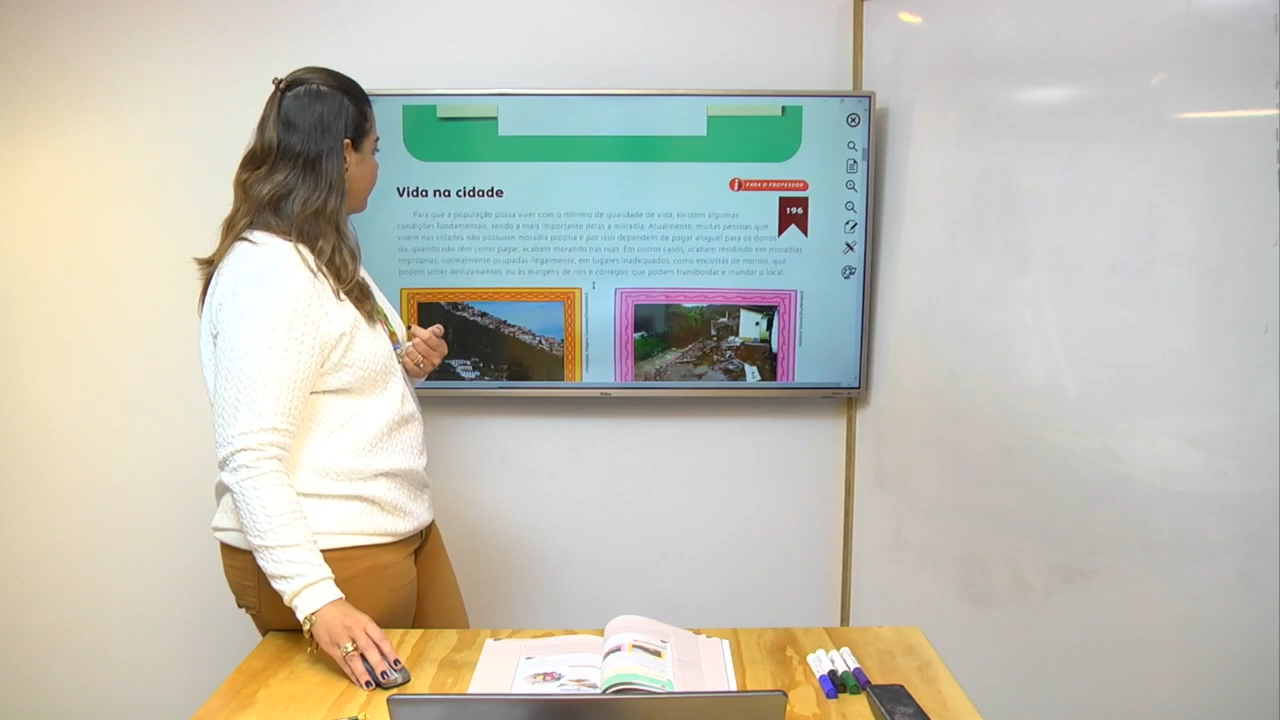 PARA O PROFESSOR
Vida na cidade
196
Para que a população possa viver com o mínimo de qualidade de vida, existem algumas
condições fundamentais, sendo a mais importante delas a moradia. Atualmente, muitas pessoas que
vivem nas cidades não possuem moradia própria e por isso dependem de pagar aluguel para os donos
ou, quando não têm como pagar, acabam morando nas ruas. Em outros casos, acabam residindo em moradias
impróprias, normalmente ocupadas ilegalmente, em lugares inadequados, como encostas de morros, que
podem sofrer deslizamentos, ou às margens de rios e córregos, que podem transbordar e inundar o local.